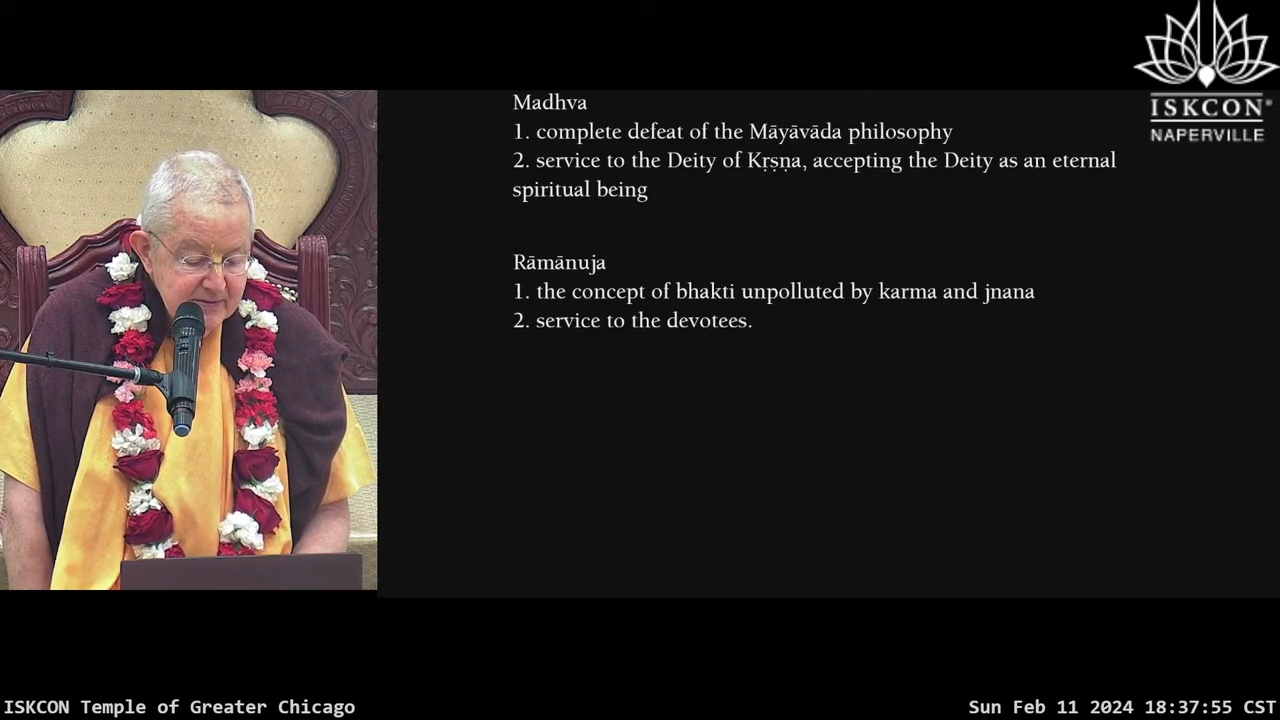 ISKCON®
NAPERVILLE
Madhva
1. complete defeat of the Māyāvāda philosophy
2. service to the Deity of Kṛṣṇa, accepting the Deity as an eternal
spiritual being
Rāmānuja
1. the concept of bhakti unpolluted by karma and jnana
2. service to the devotees.
ISKCON Temple of Greater Chicago
Sun Feb 11 2024 18:37:55 CST